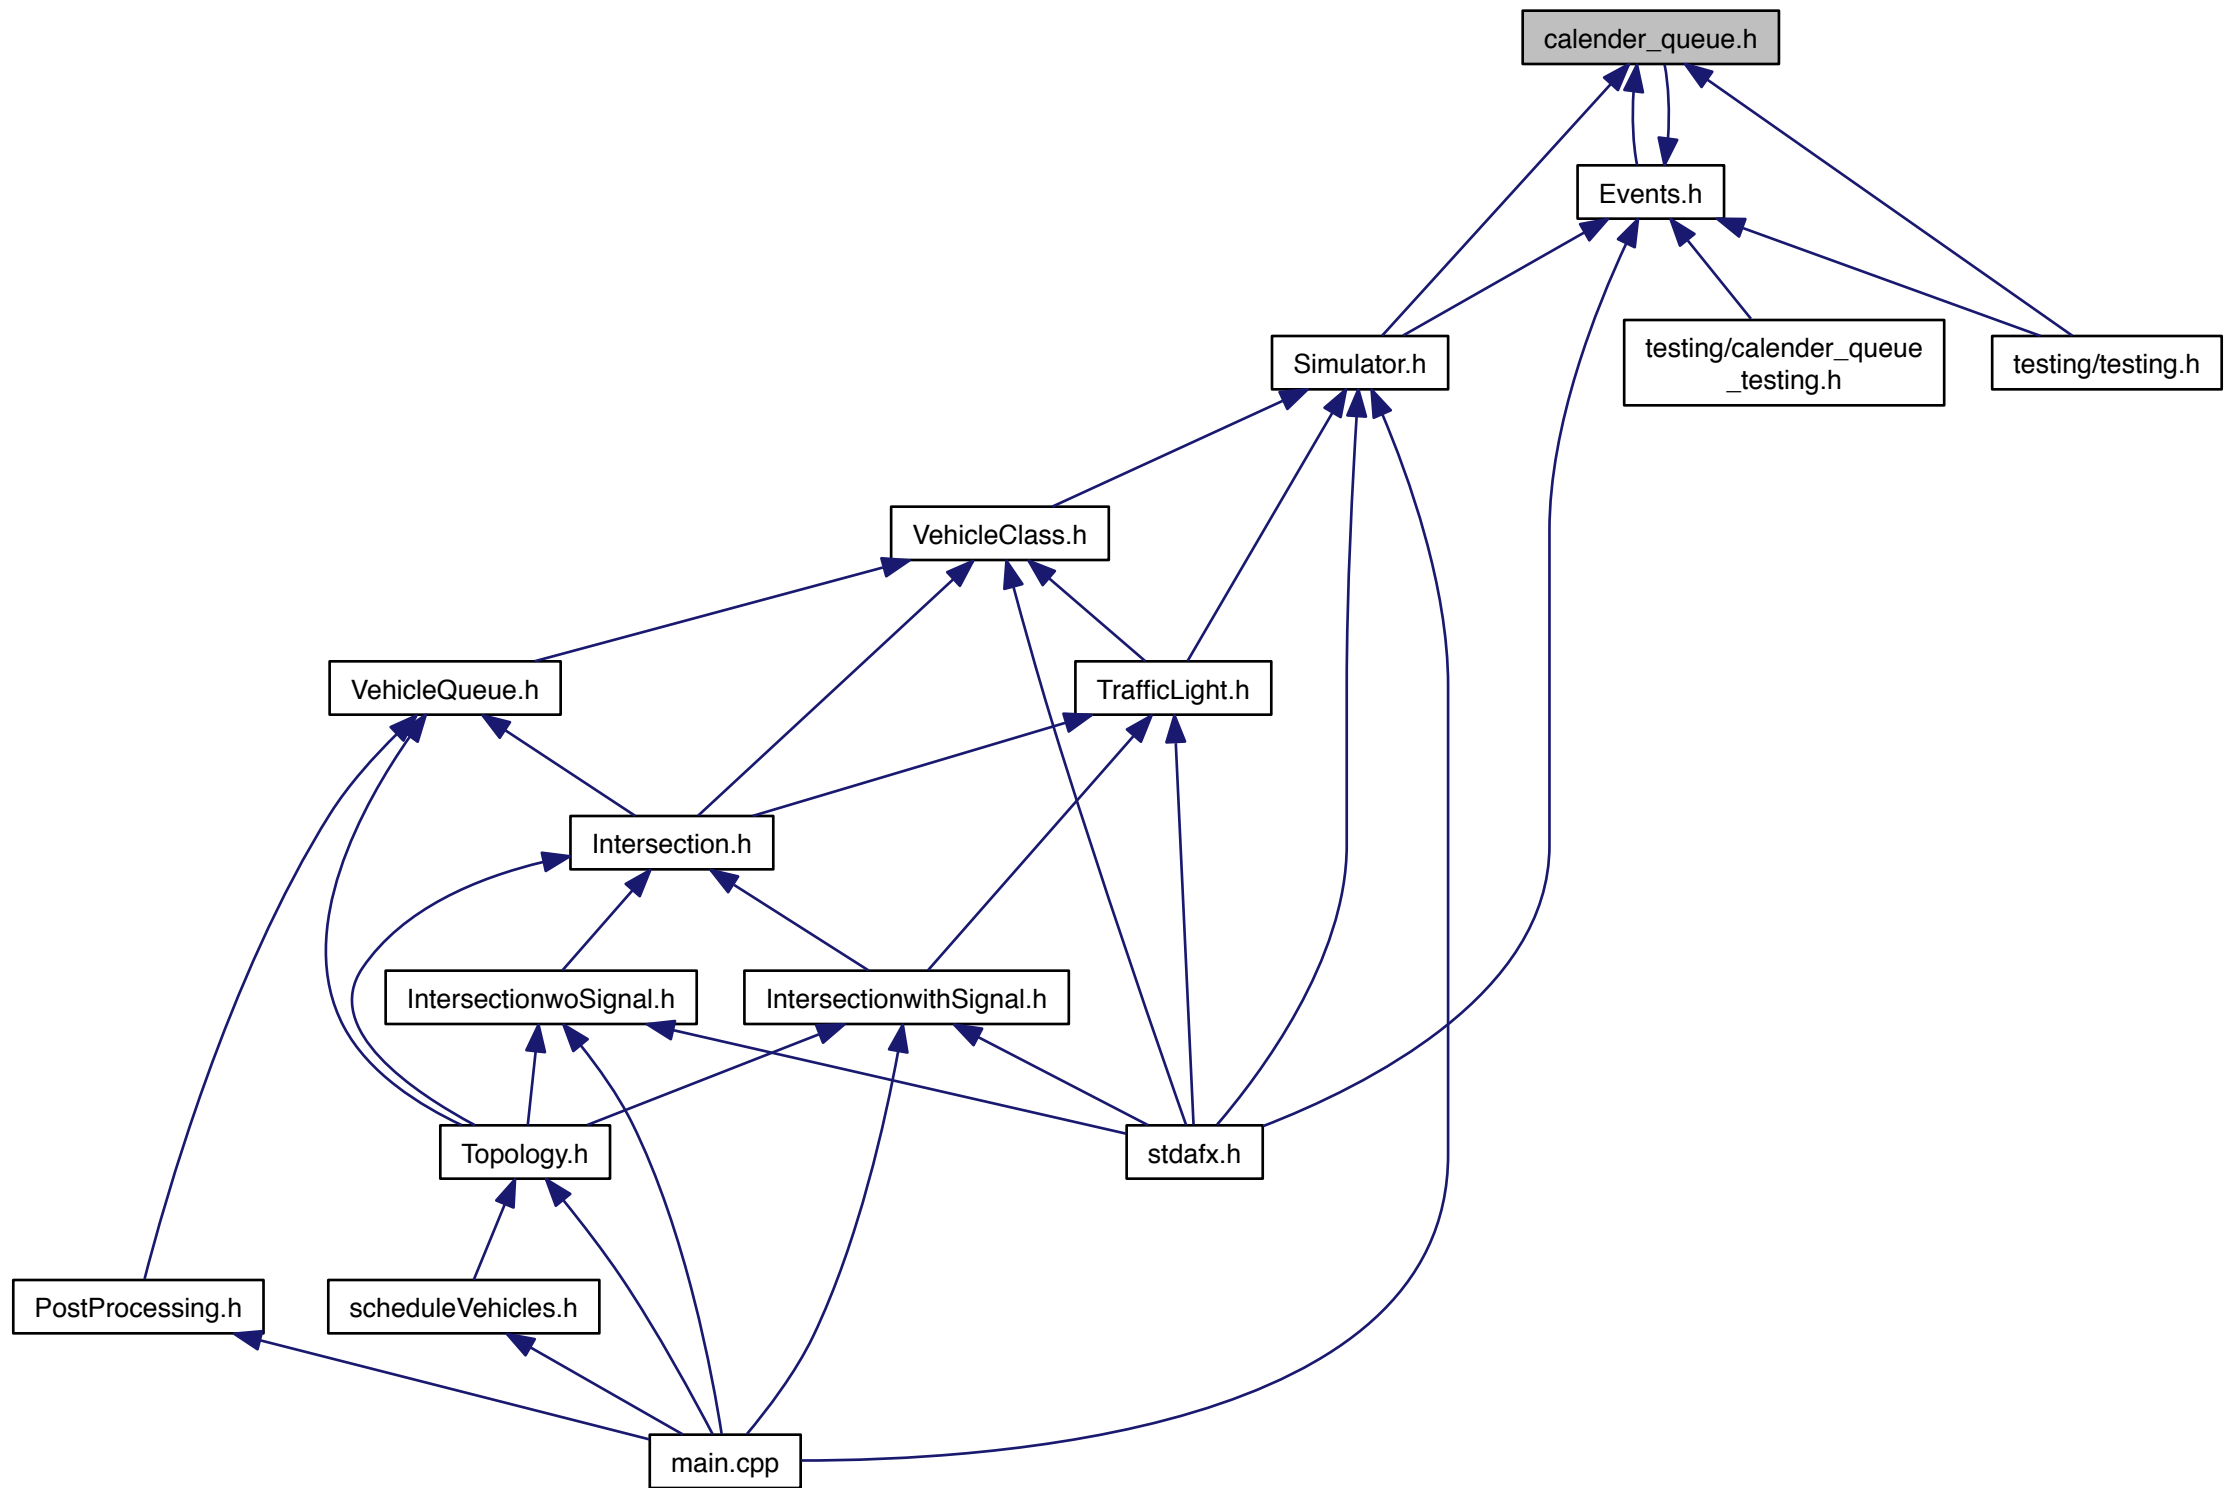 calender_queue.h
Events.h
Simulator.h
testing/calender_queue
_testing.h
testing/testing.h
VehicleClass.h
VehicleQueue.h
TrafficLight.h
Intersection.h
IntersectionwoSignal.h
IntersectionwithSignal.h
Topology.h
stdafx.h
PostProcessing.h
scheduleVehicles.h
main.cpp